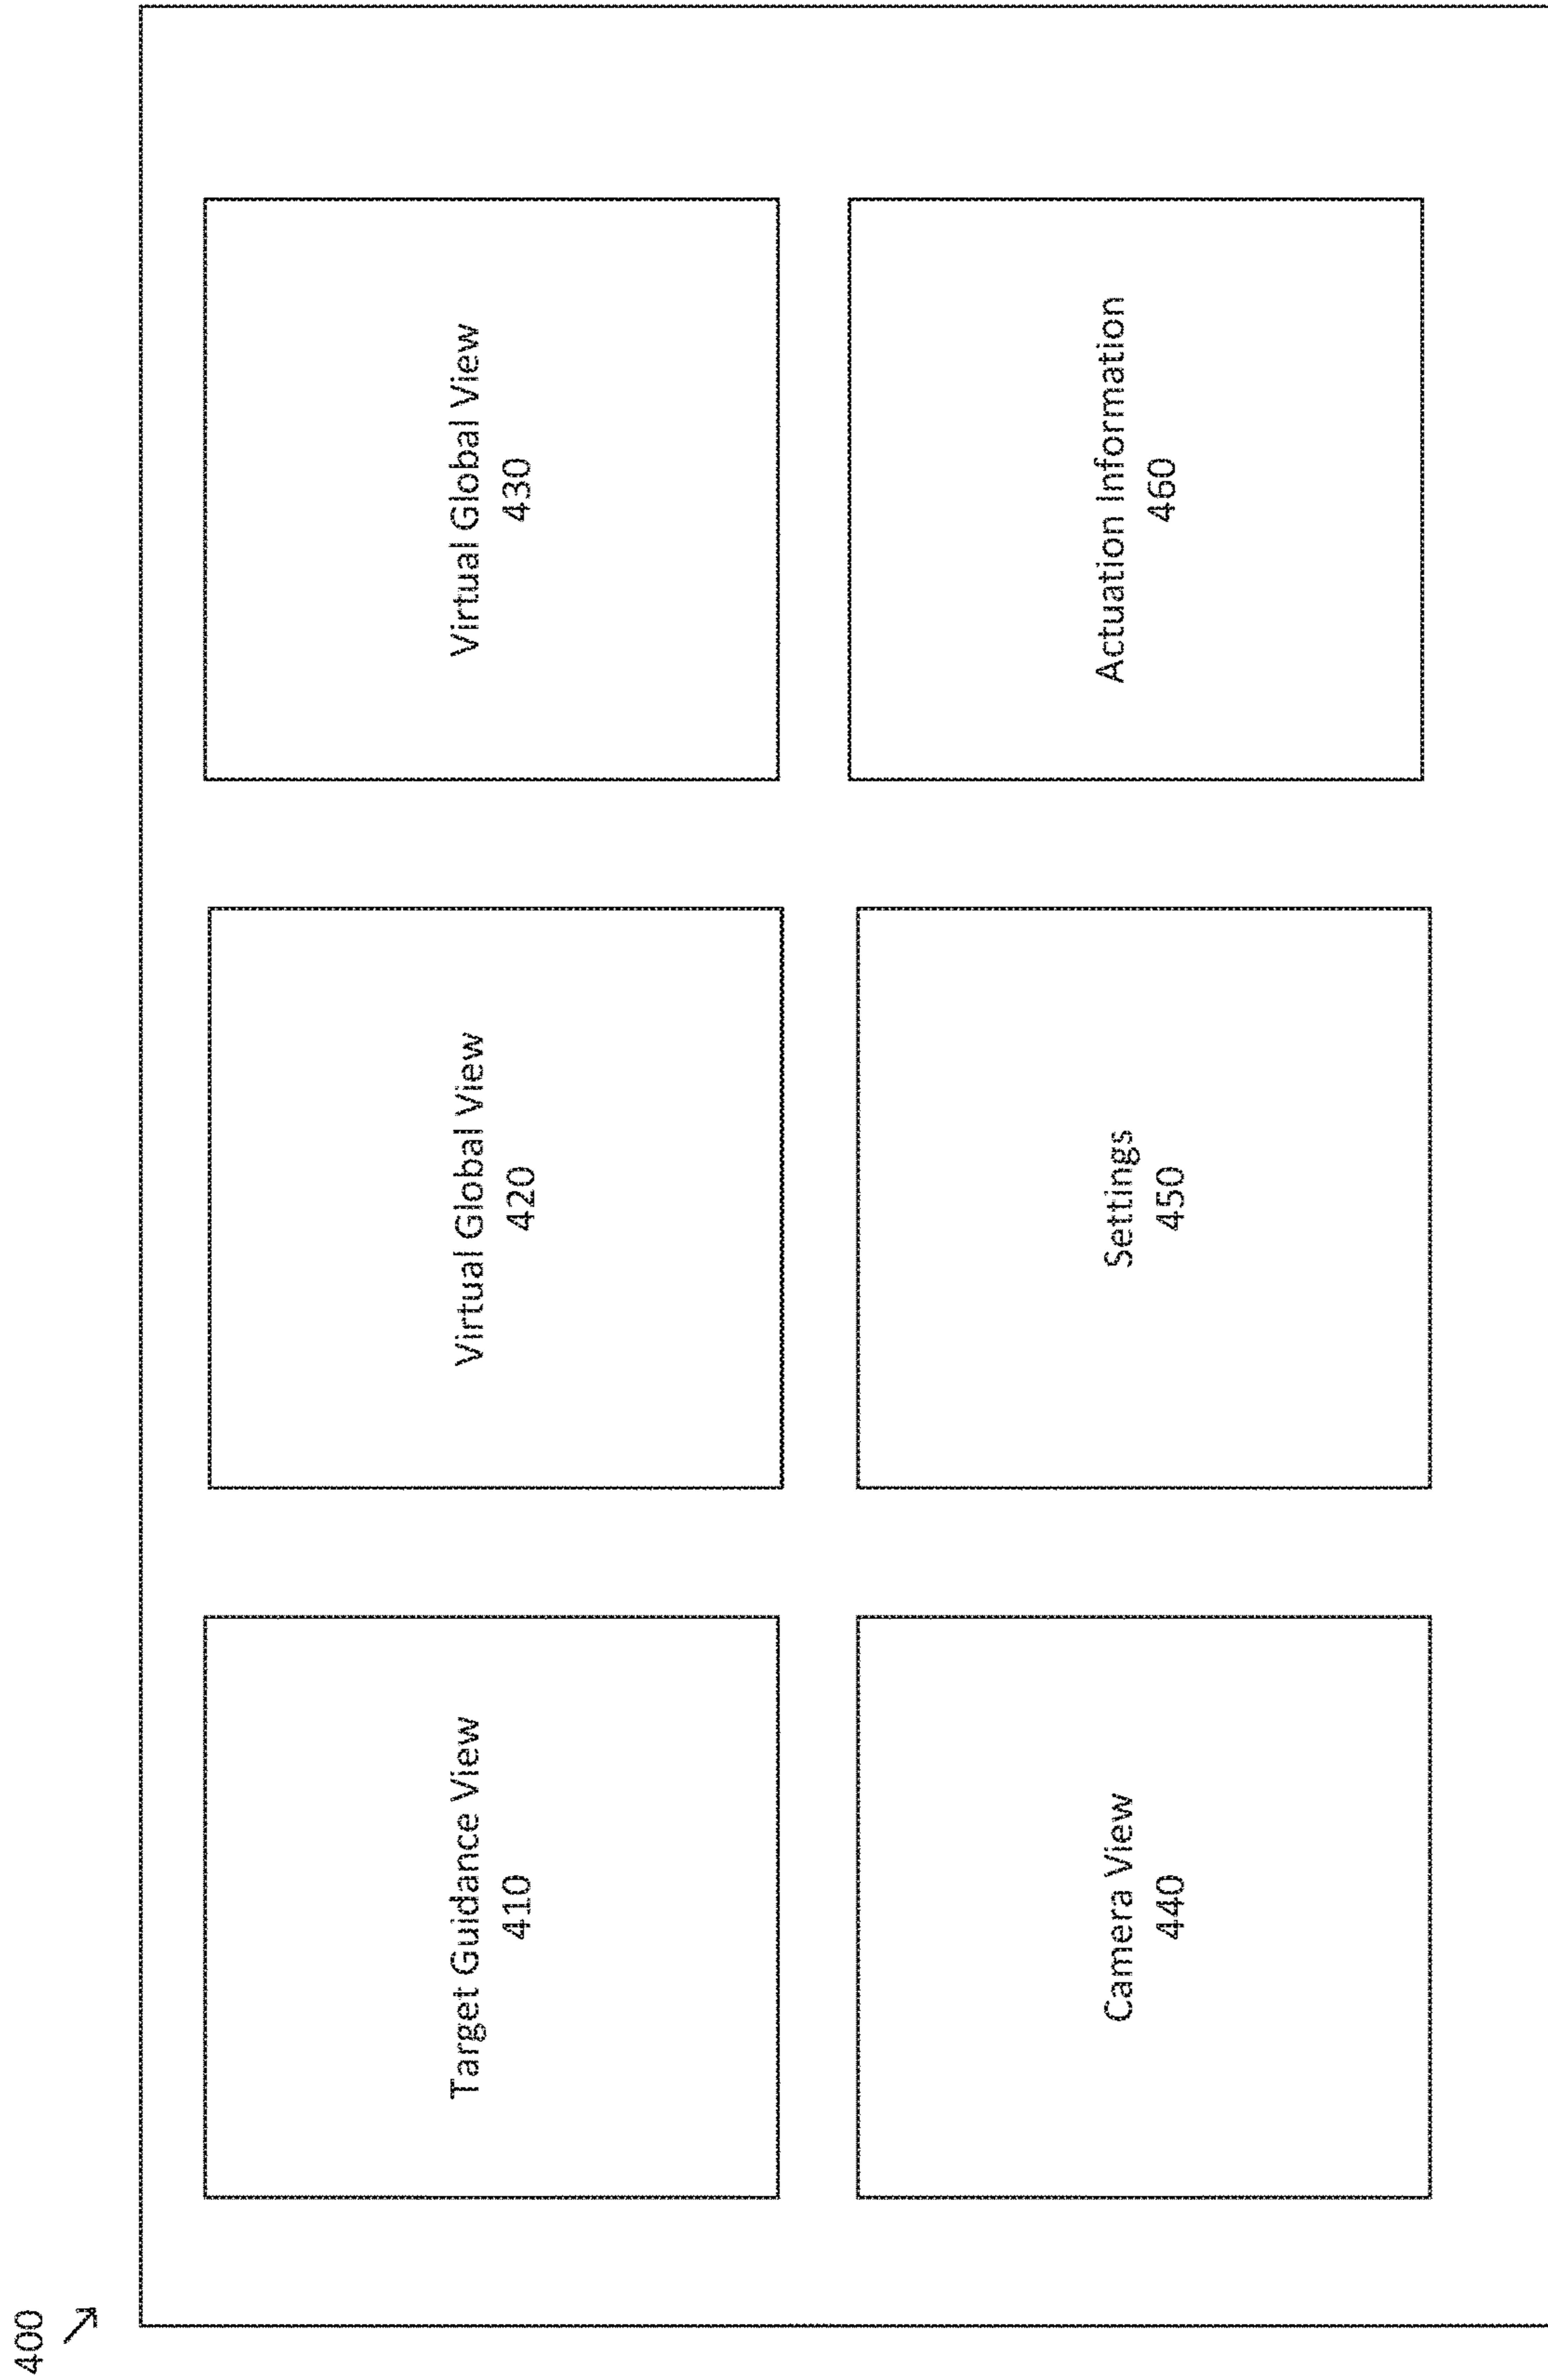 400
Target Guidance View
410
Virtual Global View
420
Virtual Global View
430
Camera View
440
Settings
450
Actuation Information
460